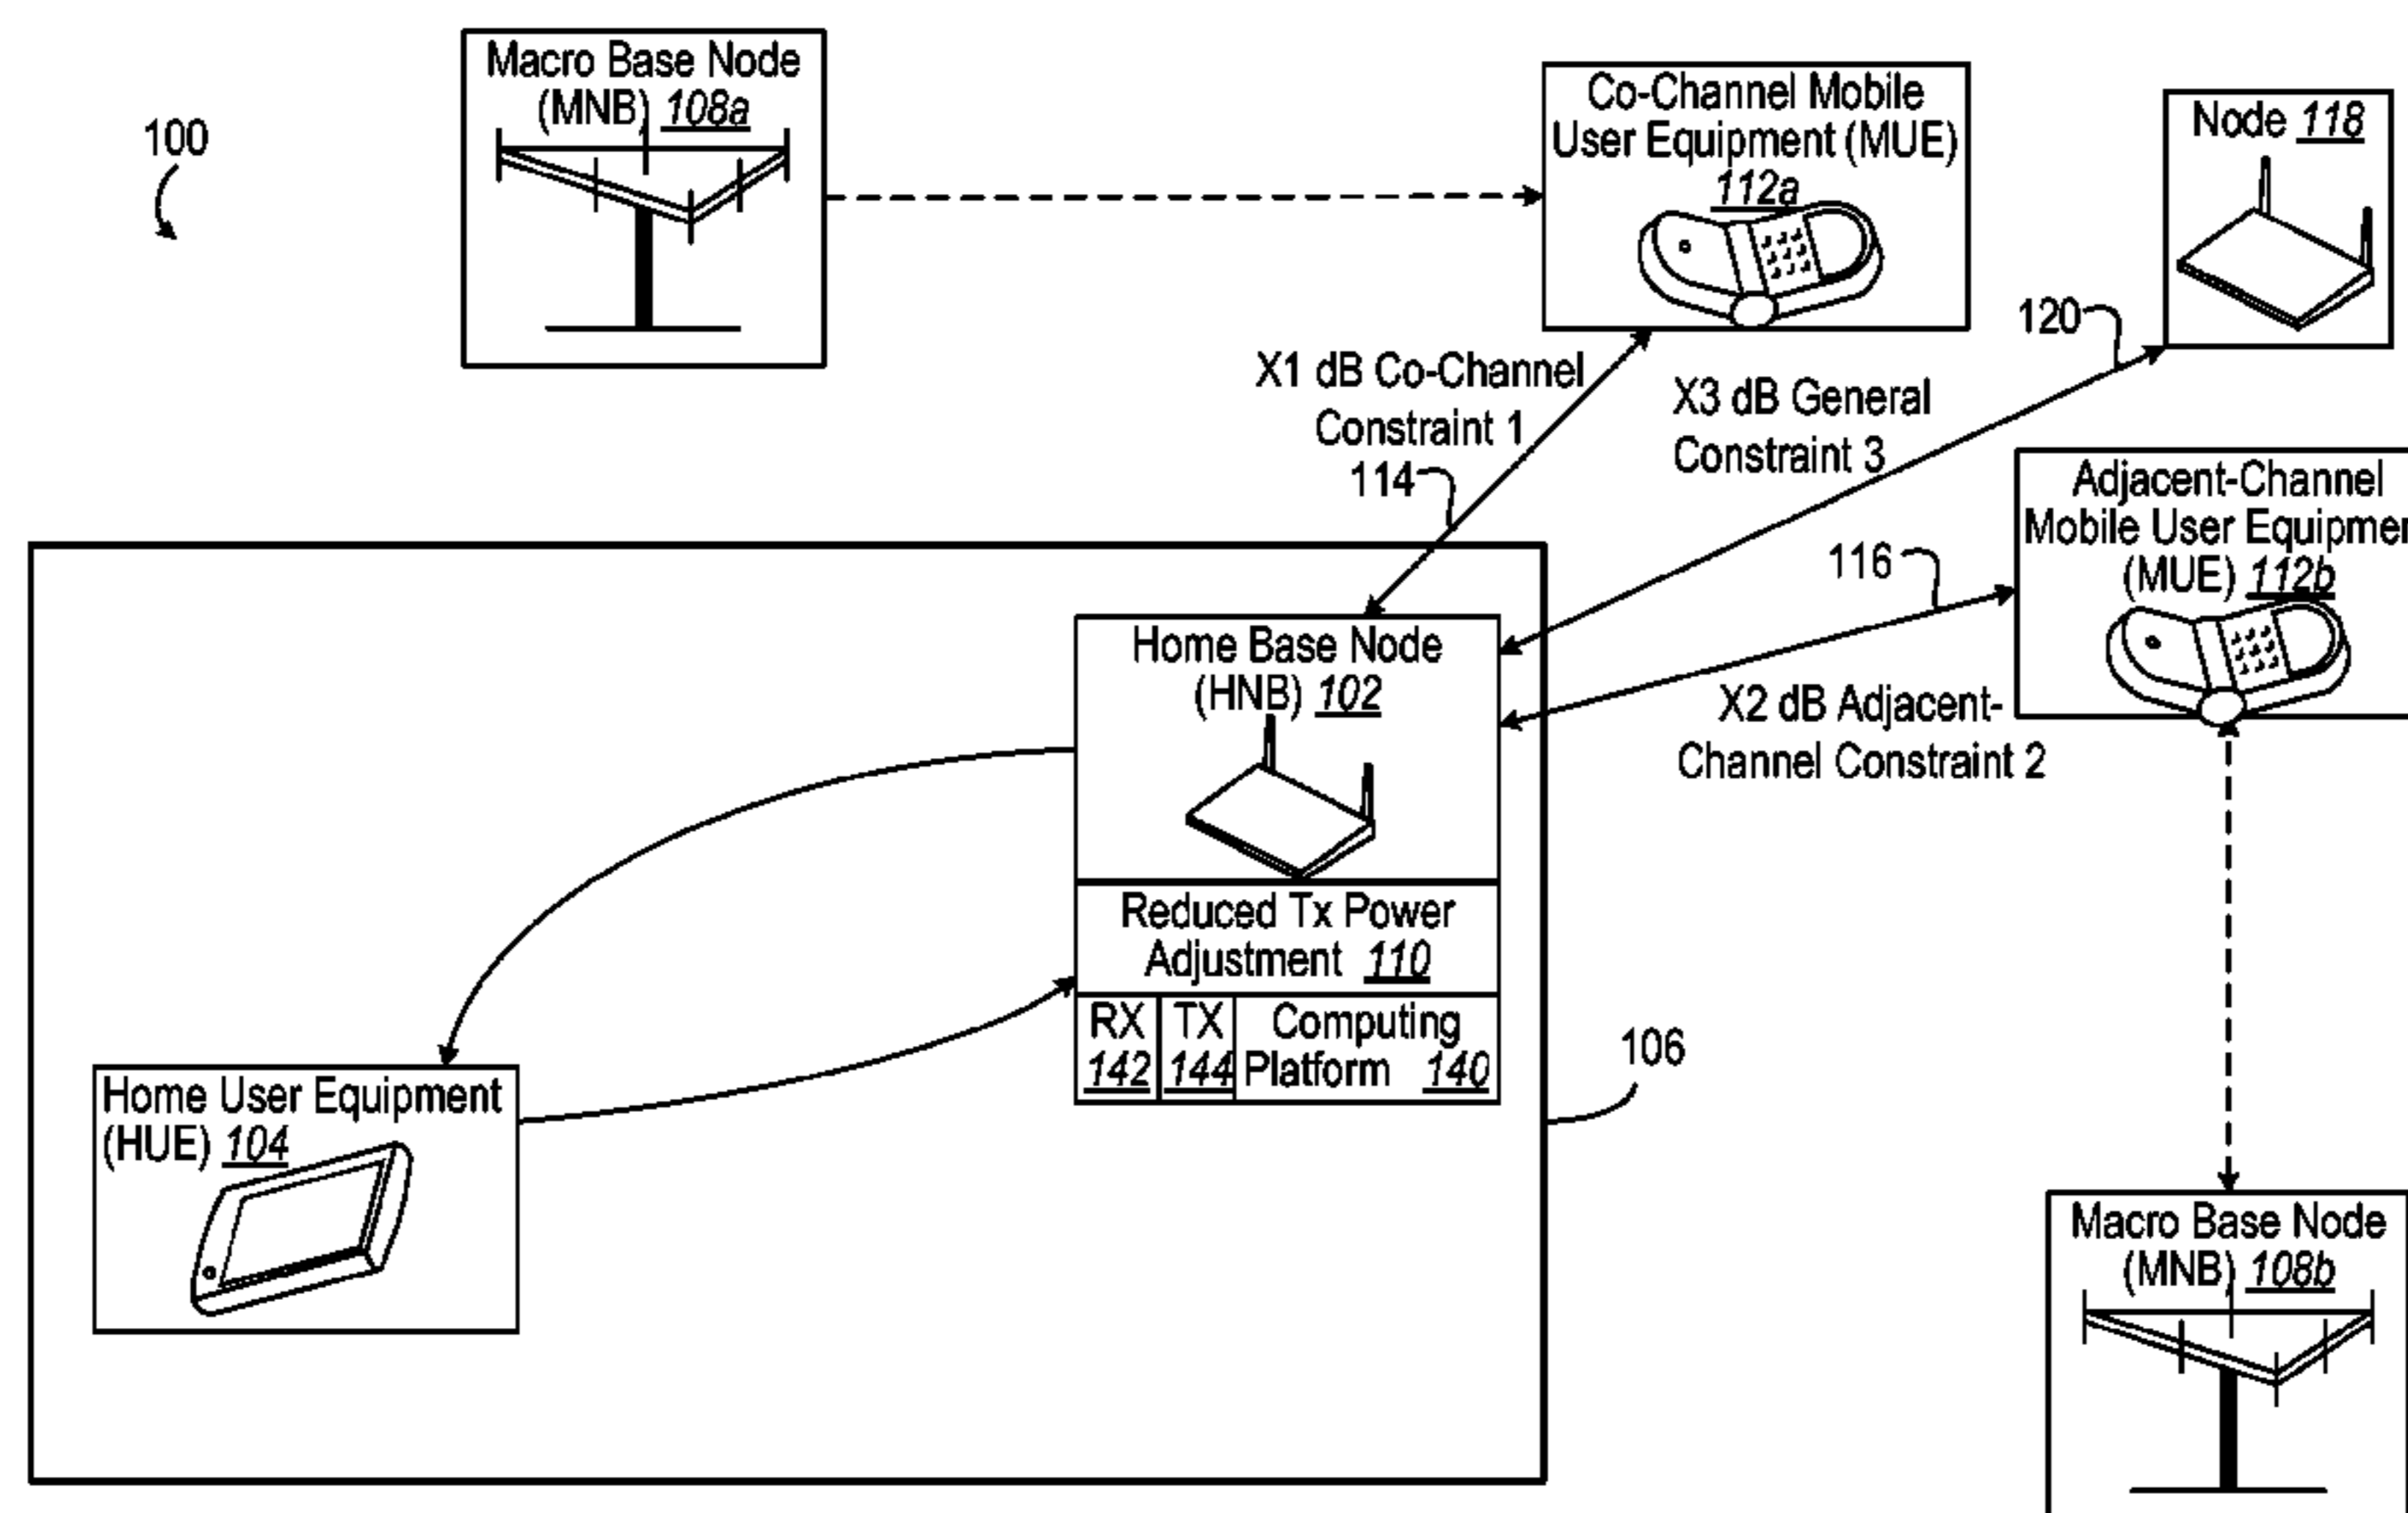 Macro Base Node
(MNB) 108a
100
Co-Channel Mobile
User Equipment (MUE)
112a
Node 118
120
X1 dB Co-Channel
Constraint 1
114
X3 dB General
Constraint 3
Adjacent-Channel
Mobile User Equipmen
(MUE) 112b
116
Home Base Node
(HNB) 102
X2 dB Adjacent-
Channel Constraint 2
Reduced Tx Power
Adjustment 110
RX
142
TX
144
Computing
Platform 140
106
Home User Equipment
(HUE) 104
Macro Base Node
(MNB) 108b